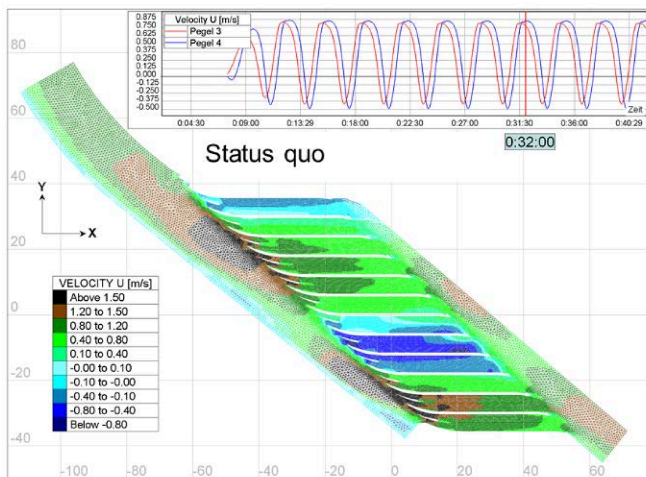 Velocity U [m/s]
Pegel 3
Pegel 4
0.875
0.750
0.625
0.500
0.375
0.250
0.125
0.000
-0.125
-0.250
-0.375
-0.500
Zeit
0:04:30 0:09:00 0:13:29 0:18:00 0:22:30 0:27:00 0:31:30 0:36:00 0:40:29
0:32:00
Status quo
80
60
40
20
0
-20
-40
Y
X
VELOCITY U [m/s]
Above 1.50
1.20 to 1.50
0.80 to 1.20
0.40 to 0.80
0.10 to 0.40
-0.00 to 0.10
-0.10 to -0.00
-0.40 to -0.10
-0.80 to -0.40
Below -0.80
-100 -80 -60 -40 -20 0 20 40 60